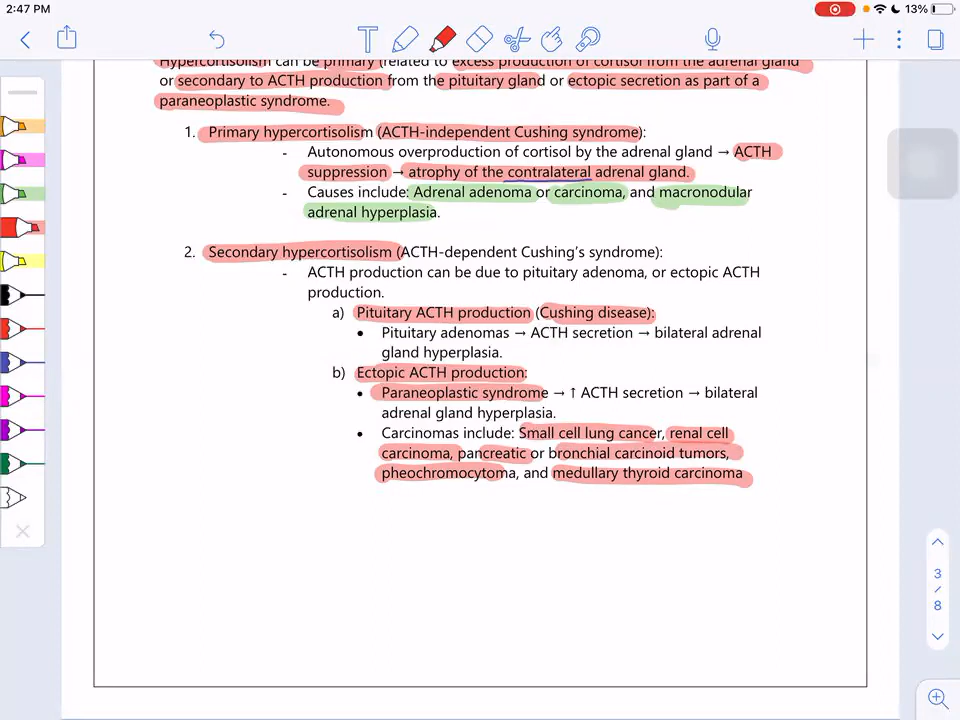 2:47 PM
13%
Hypercortisolism can be primary (related to excess production of cortisol from the adrenal gland
or secondary to ACTH production from the pituitary gland or ectopic secretion as part of a
paraneoplastic syndrome.
1. Primary hypercortisolism (ACTH-independent Cushing syndrome):
- Autonomous overproduction of cortisol by the adrenal gland → ACTH
suppression → atrophy of the contralateral adrenal gland.
- Causes include: Adrenal adenoma or carcinoma, and macronodular
adrenal hyperplasia.
2. Secondary hypercortisolism (ACTH-dependent Cushing's syndrome):
- ACTH production can be due to pituitary adenoma, or ectopic ACTH
production.
a) Pituitary ACTH production (Cushing disease):
• Pituitary adenomas → ACTH secretion → bilateral adrenal
gland hyperplasia.
b) Ectopic ACTH production:
• Paraneoplastic syndrome → ↑ ACTH secretion → bilateral
adrenal gland hyperplasia.
• Carcinomas include: Small cell lung cancer, renal cell
carcinoma, pancreatic or bronchial carcinoid tumors,
pheochromocytoma, and medullary thyroid carcinoma
3
/
8